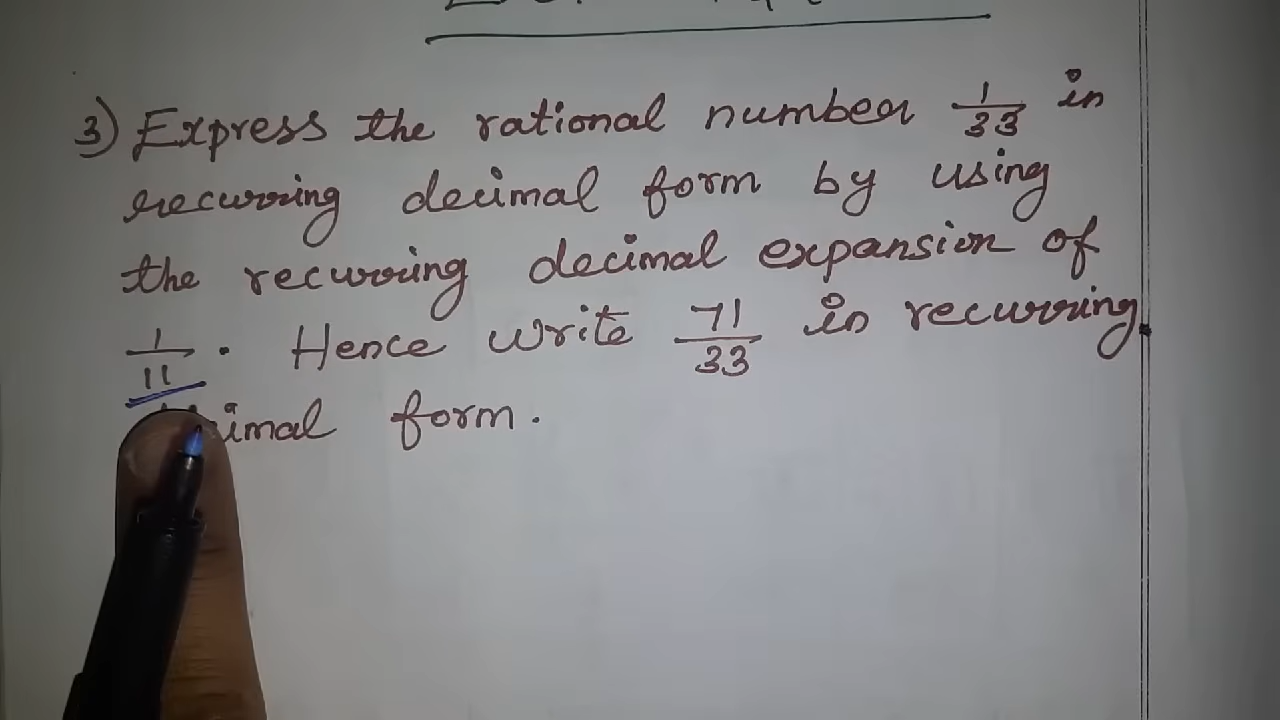 3) Express the rational number 1/33 in
recurring decimal form by using
the recurring decimal expansion of
1/11 . Hence write 71/33 in recurring
form.